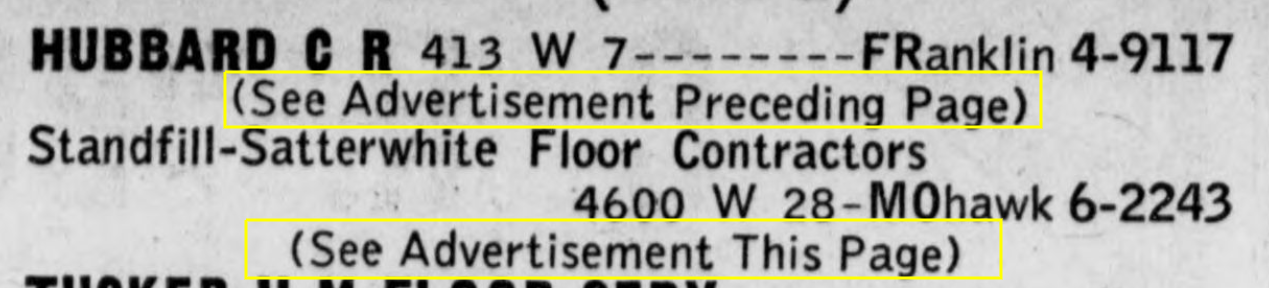 HUBBARD C R 413 W 7--------FRanklin 4-9117
(See Advertisement Preceding Page)
Standfill-Satterwhite Floor Contractors
4600 W 28-MOhawk 6-2243
(See Advertisement This Page)